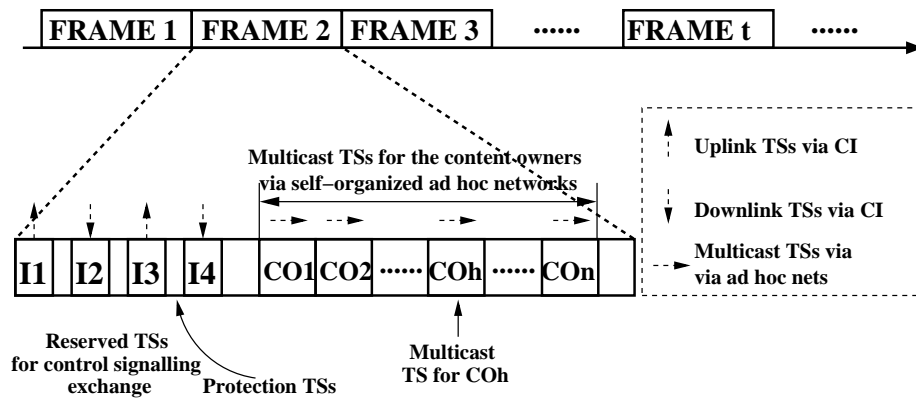 FRAME 1 FRAME 2 FRAME 3 ...... FRAME t ......
Multicast TSs for the content owners
via self-organized ad hoc networks
Uplink TSs via CI
Downlink TSs via CI
Multicast TSs via
via ad hoc nets
I1 I2 I3 I4 CO1 CO2 ...... COh ...... COn
Reserved TSs
for control signalling
exchange
Protection TSs
Multicast
TS for COh